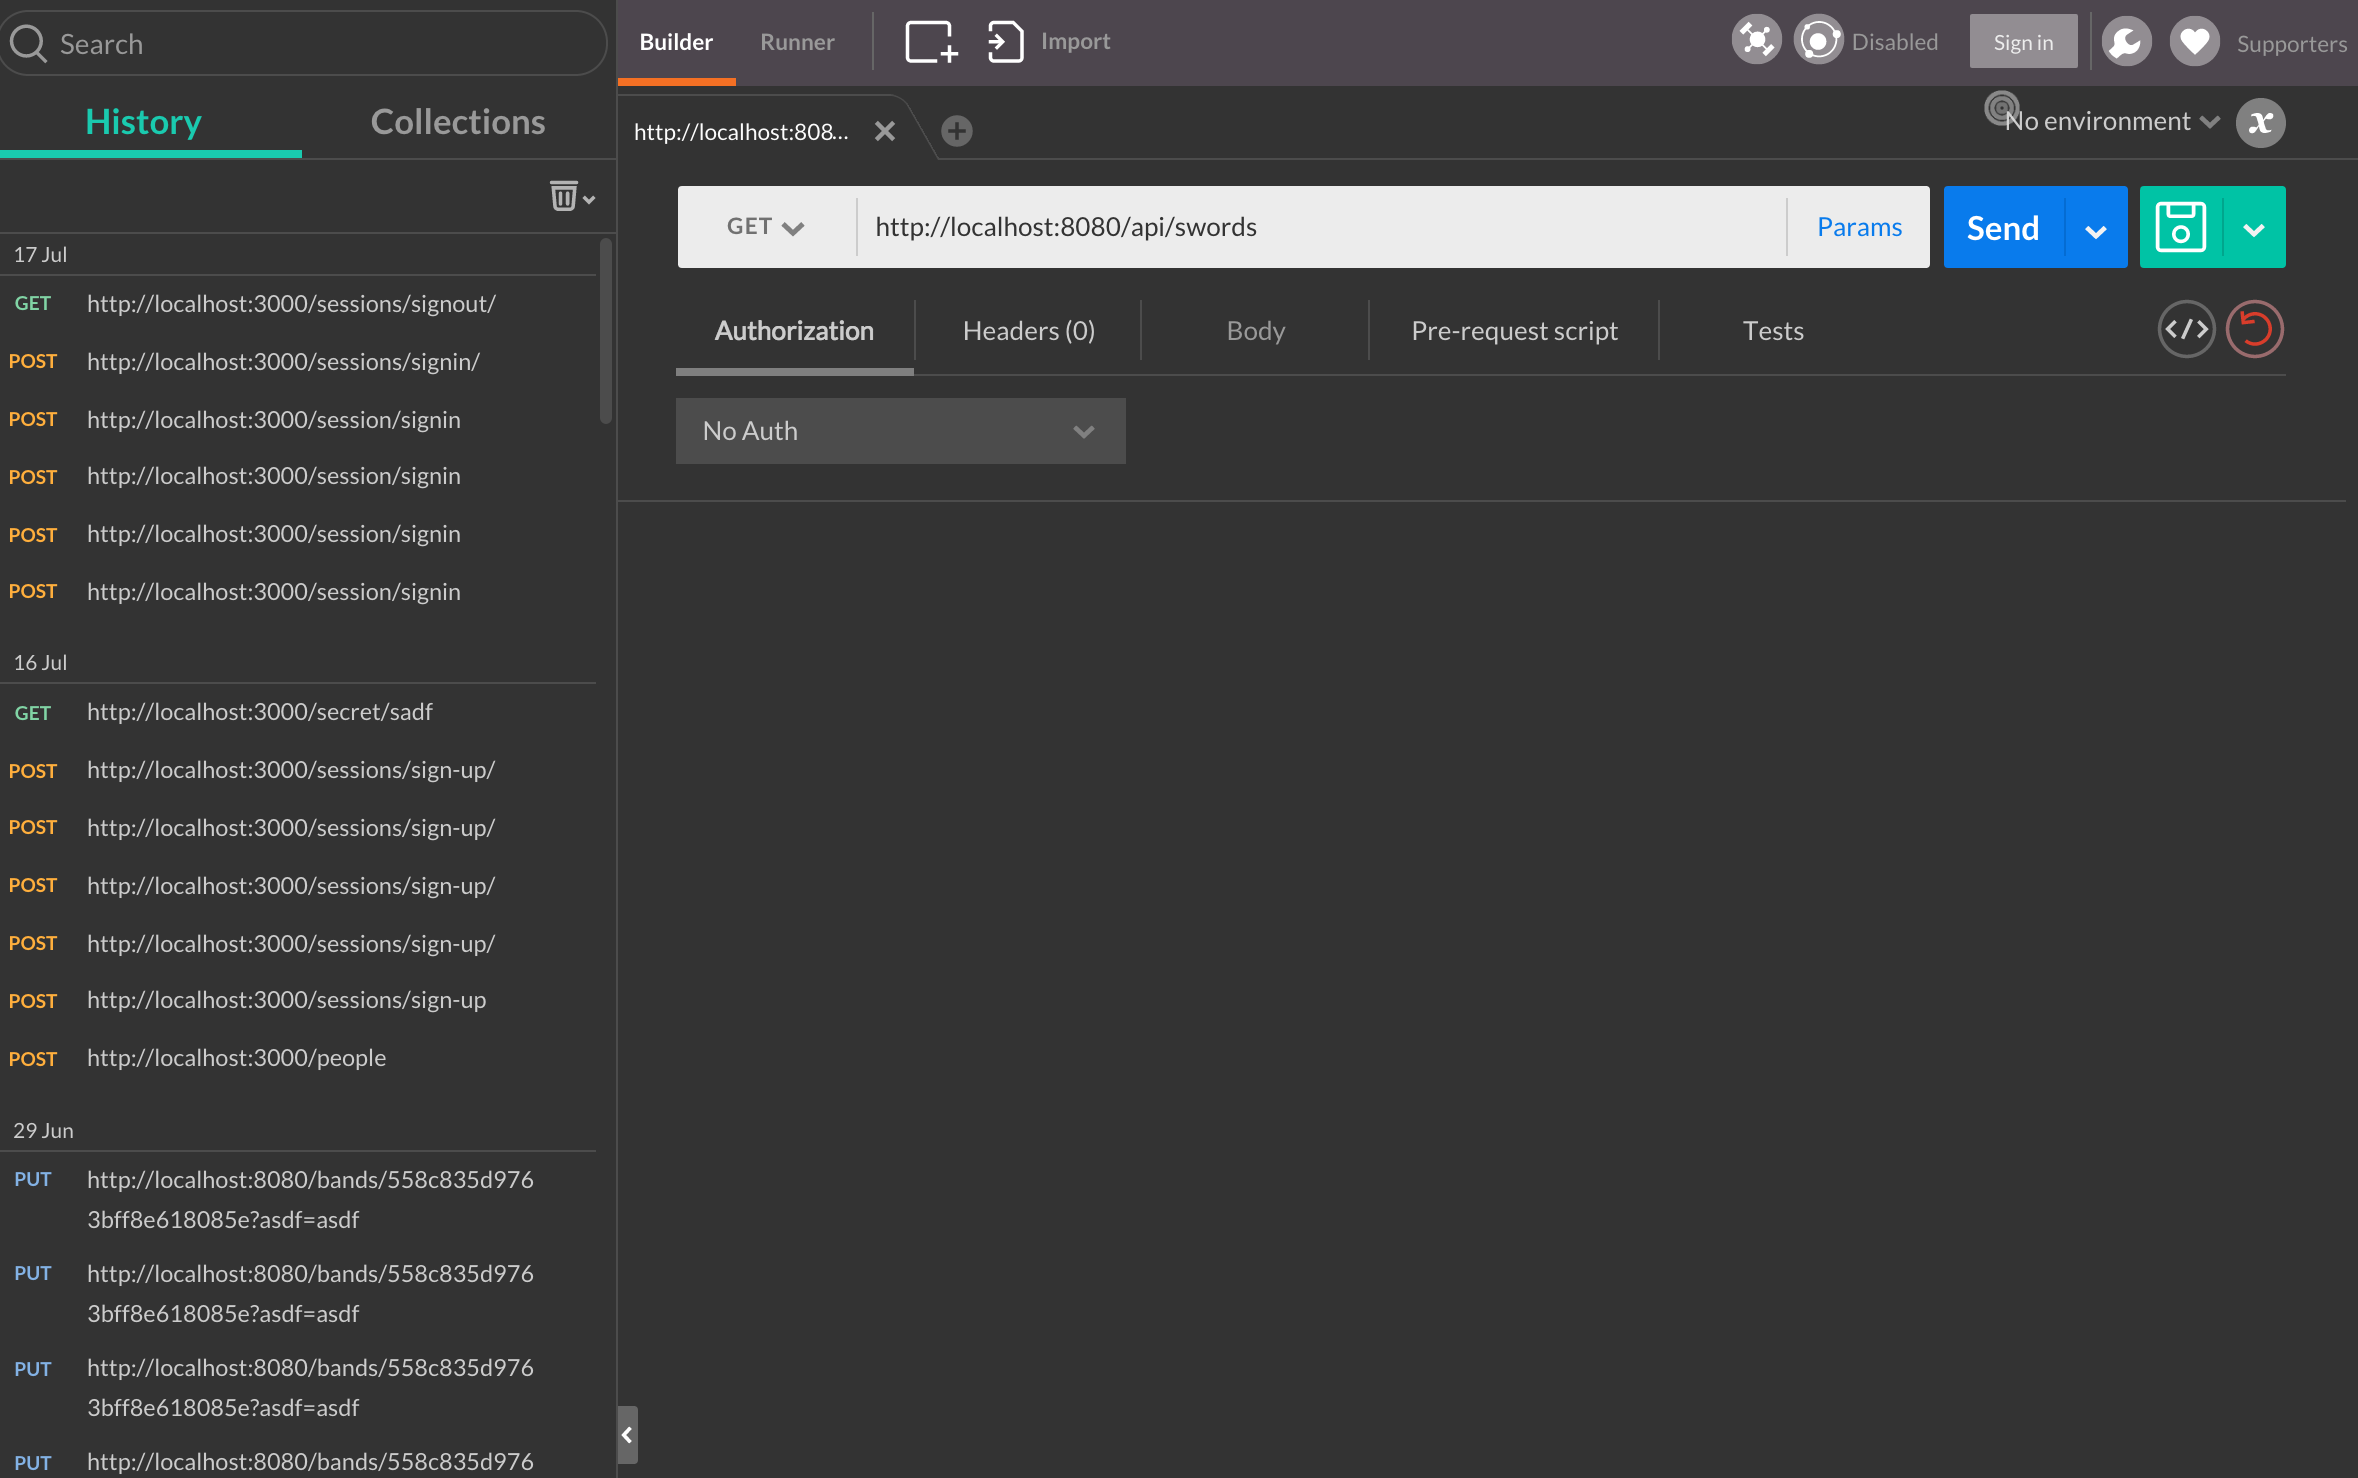 Search
History
Collections
17 Jul
GET http://localhost:3000/sessions/signout/
POST http://localhost:3000/sessions/signin/
POST http://localhost:3000/session/signin
POST http://localhost:3000/session/signin
POST http://localhost:3000/session/signin
POST http://localhost:3000/session/signin
16 Jul
GET http://localhost:3000/secret/sadf
POST http://localhost:3000/sessions/sign-up/
POST http://localhost:3000/sessions/sign-up/
POST http://localhost:3000/sessions/sign-up/
POST http://localhost:3000/sessions/sign-up/
POST http://localhost:3000/sessions/sign-up
POST http://localhost:3000/people
29 Jun
PUT http://localhost:8080/bands/558c835d976
3bff8e618085e?asdf=asdf
PUT http://localhost:8080/bands/558c835d976
3bff8e618085e?asdf=asdf
PUT http://localhost:8080/bands/558c835d976
3bff8e618085e?asdf=asdf
PUT http://localhost:8080/bands/558c835d976
Builder
Runner
Import
Disabled
Sign in
Supporters
http://localhost:808...
No environment
x
GET
http://localhost:8080/api/swords
Params
Send
Authorization
Headers (0)
Body
Pre-request script
Tests
No Auth